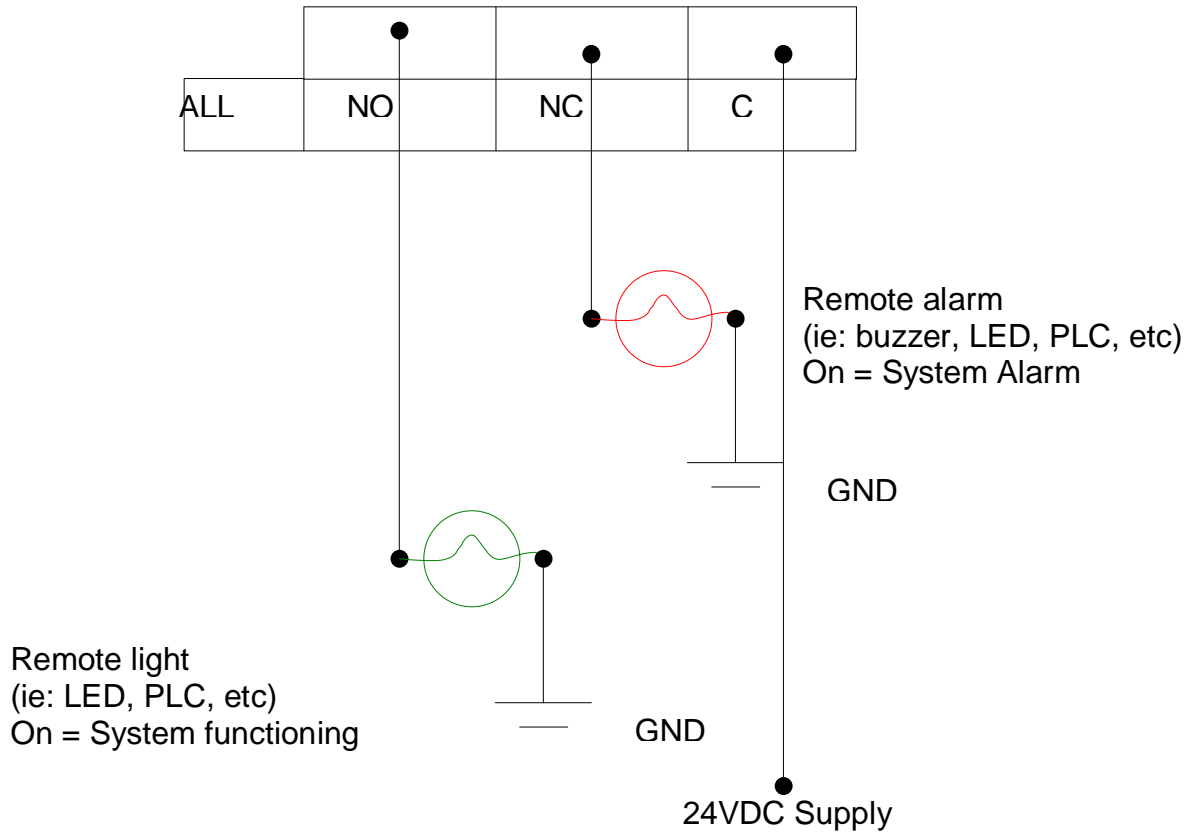 ALL NO NC C
Remote alarm
(ie: buzzer, LED, PLC, etc)
On = System Alarm
GND
Remote light
(ie: LED, PLC, etc)
On = System functioning
GND
24VDC Supply